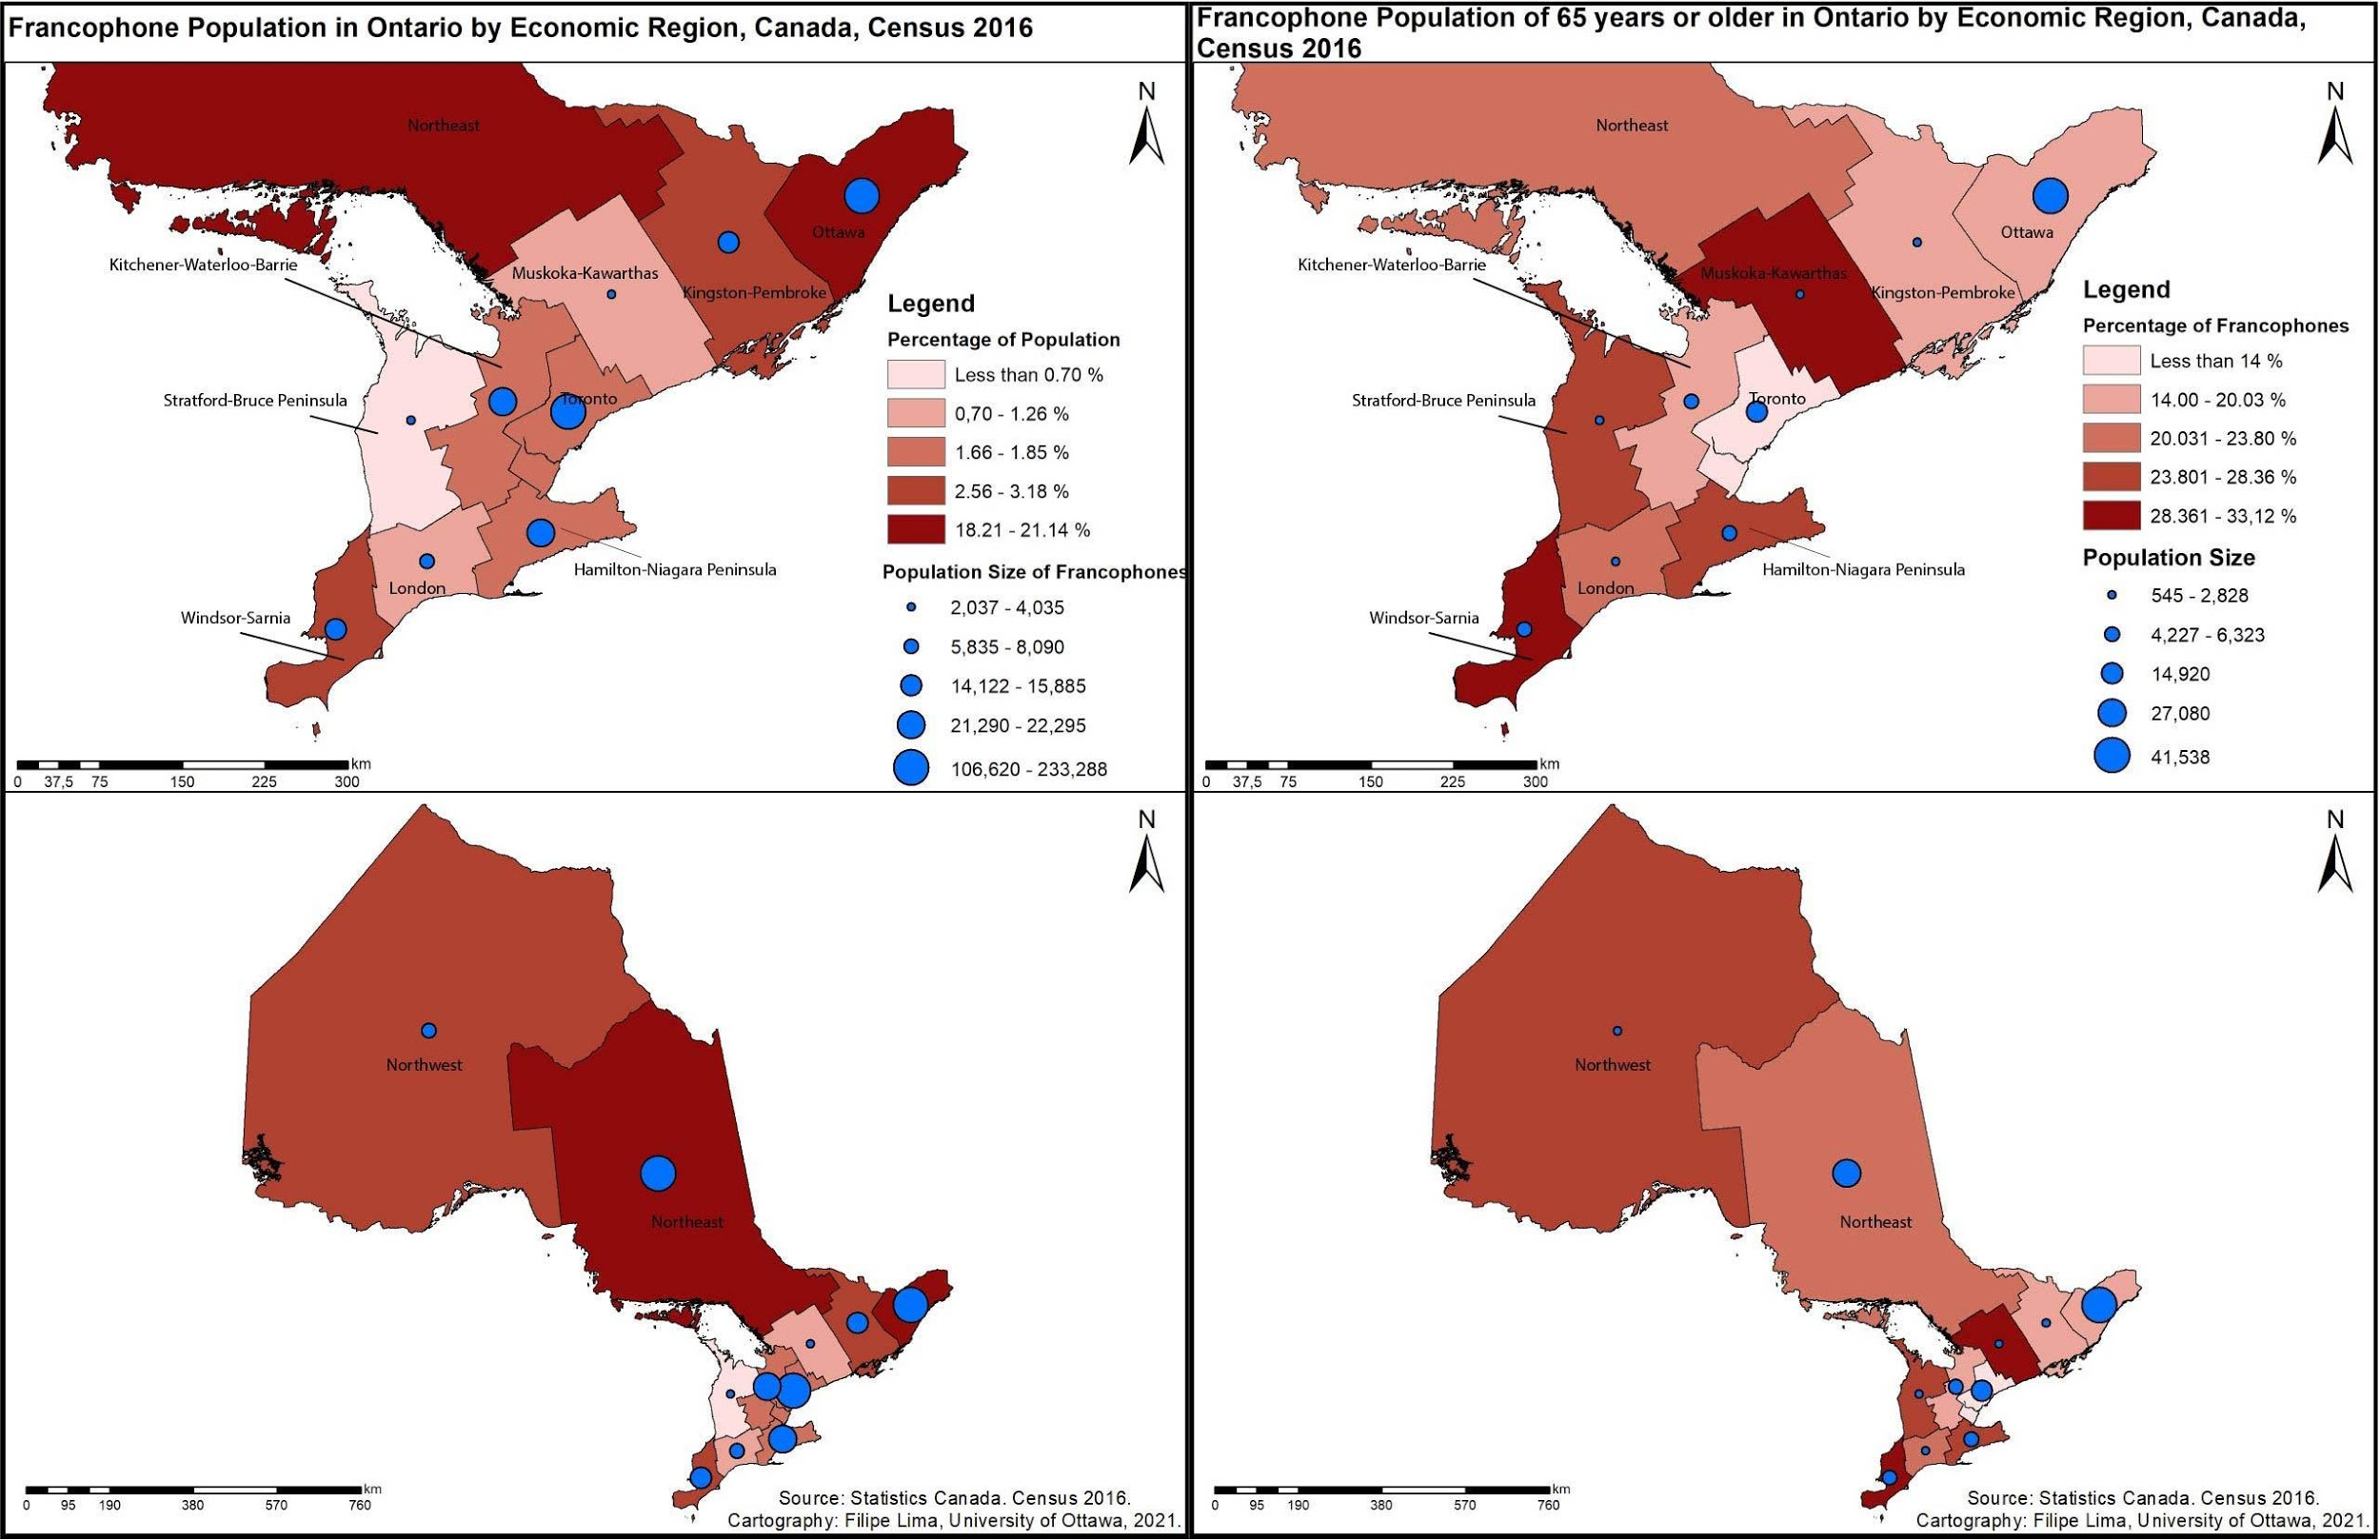 Francophone Population in Ontario by Economic Region, Canada, Census 2016
N
Northeast
Ottawa
Kitchener-Waterloo-Barrie
Muskoka-Kawarthas
Kingston-Pembroke
Stratford-Bruce Peninsula
Toronto
Hamilton-Niagara Peninsula
London
Windsor-Sarnia
Legend
Percentage of Population
Less than 0.70 %
0,70 - 1.26 %
1.66 - 1.85 %
2.56 - 3.18 %
18.21 - 21.14 %
Population Size of Francophones
2,037 - 4,035
5,835 - 8,090
14,122 - 15,885
21,290 - 22,295
106,620 - 233,288
km
0 37,5 75 150 225 300
N
Northwest
Northeast
km
0 95 190 380 570 760
Source: Statistics Canada. Census 2016.
Cartography: Filipe Lima, University of Ottawa, 2021.
Francophone Population of 65 years or older in Ontario by Economic Region, Canada,
Census 2016
N
Northeast
Ottawa
Kitchener-Waterloo-Barrie
Muskoka-Kawarthas
Kingston-Pembroke
Stratford-Bruce Peninsula
Toronto
Hamilton-Niagara Peninsula
London
Windsor-Sarnia
Legend
Percentage of Francophones
Less than 14 %
14.00 - 20.03 %
20.031 - 23.80 %
23.801 - 28.36 %
28.361 - 33,12 %
Population Size
545 - 2,828
4,227 - 6,323
14,920
27,080
41,538
km
0 37,5 75 150 225 300
N
Northwest
Northeast
km
0 95 190 380 570 760
Source: Statistics Canada. Census 2016.
Cartography: Filipe Lima, University of Ottawa, 2021.